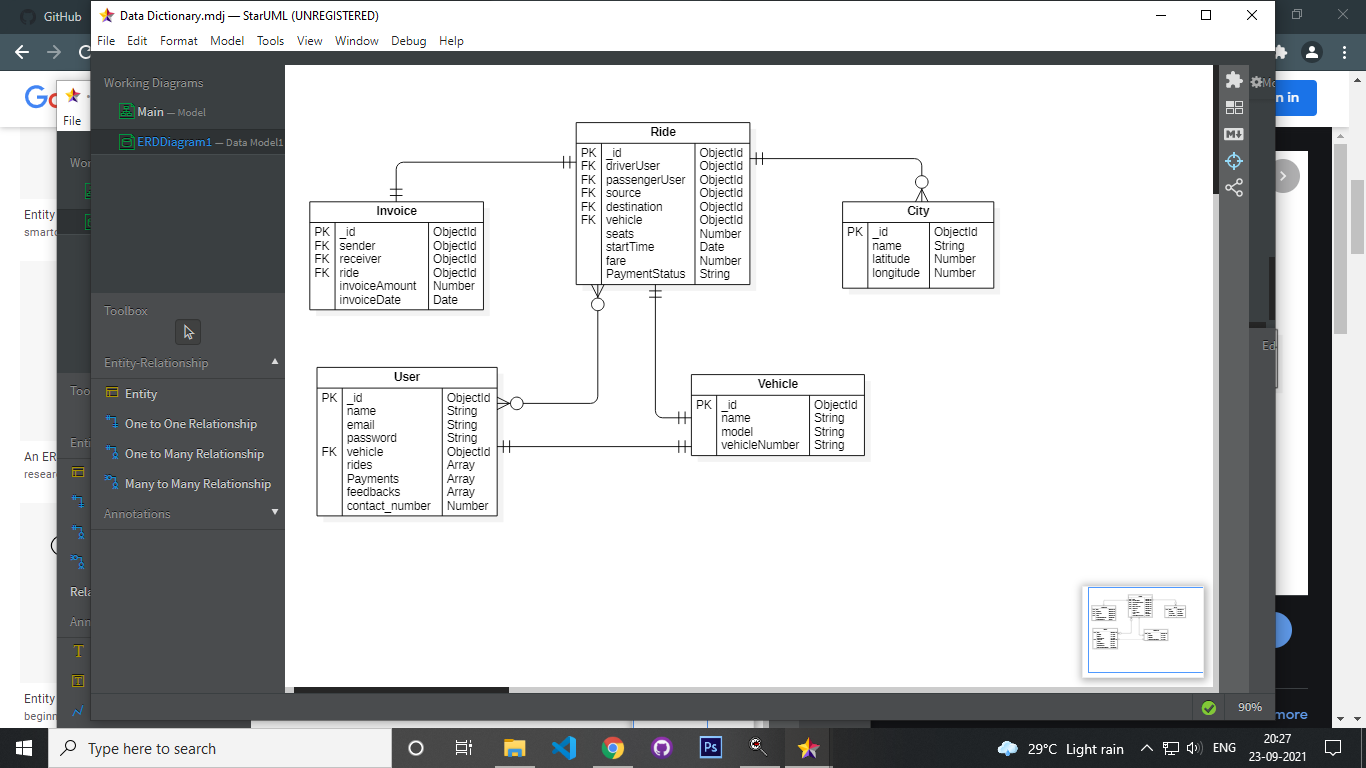 GitHub
Data Dictionary.mdj — StarUML (UNREGISTERED)
File Edit Format Model Tools View Window Debug Help
Working Diagrams
Main — Model
ERDDiagram1 — Data Model1
Toolbox
Entity-Relationship
Entity
One to One Relationship
One to Many Relationship
Many to Many Relationship
Annotations
Ride
PK _id ObjectId
FK driverUser ObjectId
FK passengerUser ObjectId
FK source ObjectId
FK destination ObjectId
FK vehicle ObjectId
seats Number
startTime Date
fare Number
PaymentStatus String
Invoice
PK _id ObjectId
FK sender ObjectId
FK receiver ObjectId
FK ride ObjectId
invoiceAmount Number
invoiceDate Date
City
PK _id ObjectId
name String
latitude Number
longitude Number
User
PK _id ObjectId
name String
email String
password String
FK vehicle ObjectId
rides Array
Payments Array
feedbacks Array
contact_number Number
Vehicle
PK _id ObjectId
name String
model String
vehicleNumber String
90%
File
Entity
An ER
Entity
n in
more
Type here to search
Ps
29°C Light rain
ENG
20:27
23-09-2021